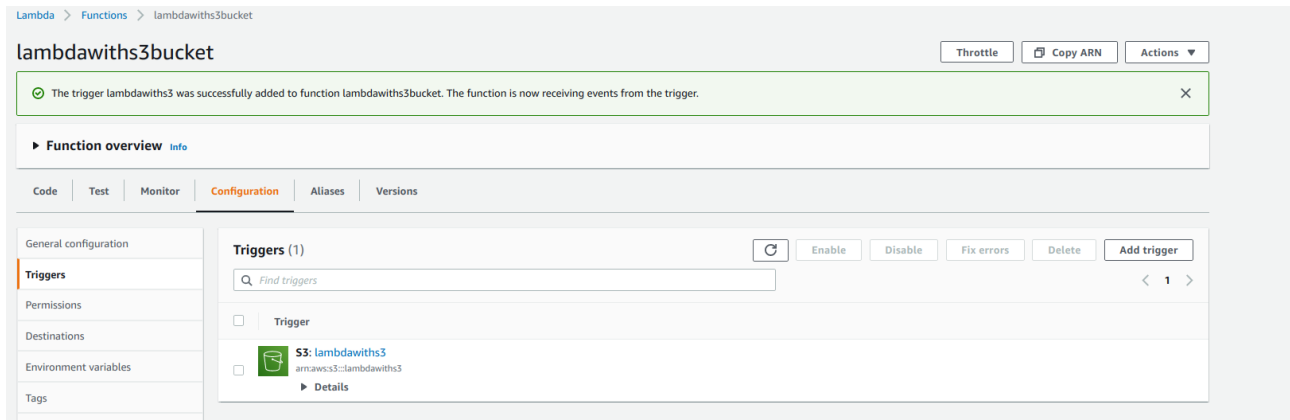 Lambda > Functions > lambdawiths3bucket
lambdawiths3bucket
Throttle
Copy ARN
Actions
The trigger lambdawiths3 was successfully added to function lambdawiths3bucket. The function is now receiving events from the trigger.
Function overview Info
Code Test Monitor Configuration Aliases Versions
General configuration
Triggers
Permissions
Destinations
Environment variables
Tags
Triggers (1)
Enable
Disable
Fix errors
Delete
Add trigger
Find triggers
< 1 >
Trigger
S3: lambdawiths3
arn:aws:s3:::lambdawiths3
Details